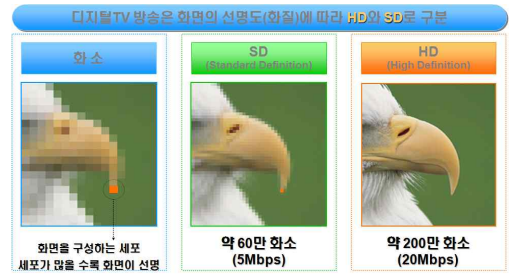 디지털TV 방송은 화면의 선명도(화질)에 따라 HD와 SD로 구분
화 소
화면을 구성하는 세포
세포가 많을 수록 화면이 선명
SD
(Standard Definition)
약 60만 화소
(5Mbps)
HD
(High Definition)
약 200만 화소
(20Mbps)